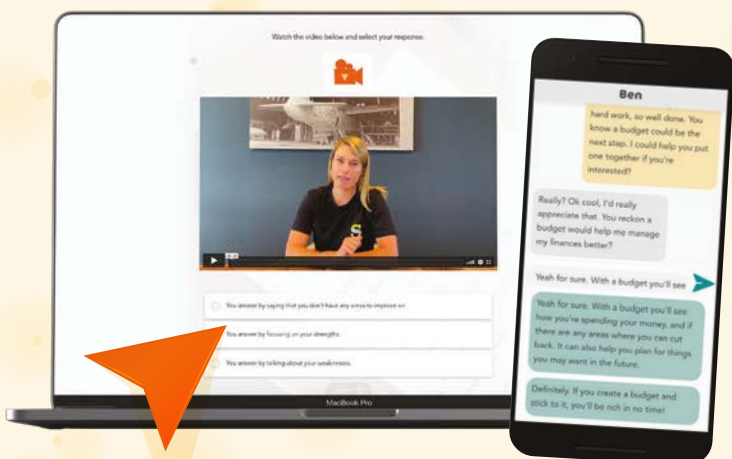 Watch the video below and select your response.
You answer by saying that you don't have any areas to improve on.
You answer by focusing on your strengths.
You answer by talking about your weaknesses.
MacBook Pro
Ben
hard work, so well done. You
know a budget could be the
next step. I could help you put
one together if you're
interested?
Really? Ok cool, I'd really
appreciate that. You reckon a
budget would help me manage
my finances better?
Yeah for sure. With a budget you'll see
Yeah for sure. With a budget you'll see
how you're spending your money, and if
there are any areas where you can cut
back. It can also help you plan for things
you may want in the future.
Definitely. If you create a budget and
stick to it, you'll be rich in no time!